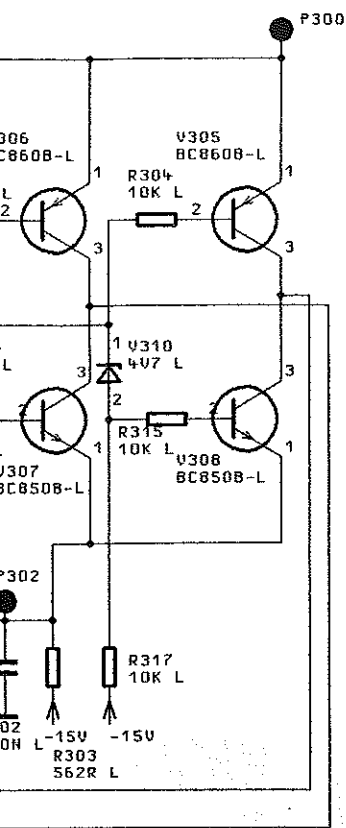 P300
306
C860B-L
V305
BC860B-L
1
1
R304
10K L
L
2
2
3
3
1
V310
4V7 L
L
3
3
2
2
2
R315
10K L
1
1
V307
BC850B-L
V308
BC850B-L
P302
R317
10K L
02
0N L
-15V
-15V
R303
562R L